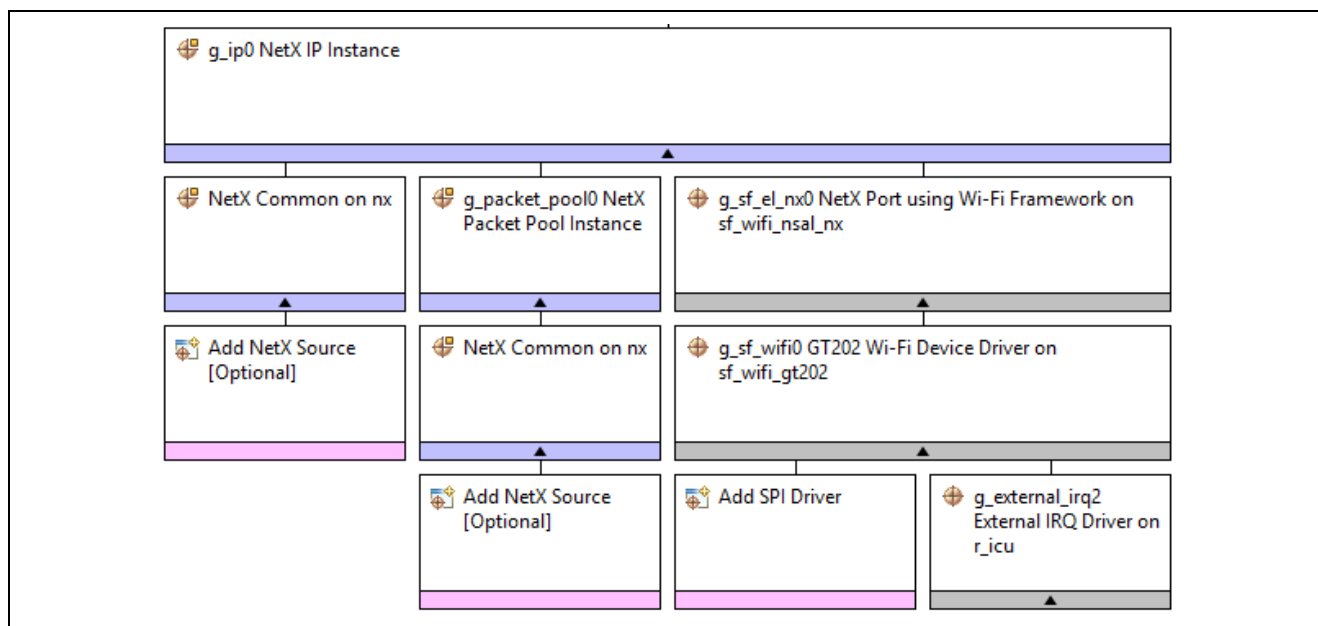 g_ip0 NetX IP Instance
NetX Common on nx
g_packet_pool0 NetX
Packet Pool Instance
g_sf_el_nx0 NetX Port using Wi-Fi Framework on
sf_wifi_nsal_nx
Add NetX Source
[Optional]
NetX Common on nx
g_sf_wifi0 GT202 Wi-Fi Device Driver on
sf_wifi_gt202
Add NetX Source
[Optional]
Add SPI Driver
g_external_irq2
External IRQ Driver on
r_icu